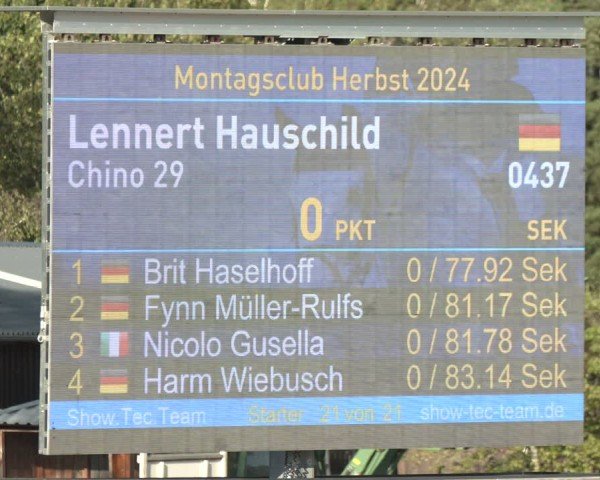 Montagsclub Herbst 2024
Lennert Hauschild
Chino 29 0437
0 PKT SEK
1 Brit Haselhoff 0 / 77.92 Sek
2 Fynn Müller-Rulfs 0 / 81.17 Sek
3 Nicolo Gusella 0 / 81.78 Sek
4 Harm Wiebusch 0 / 83.14 Sek
Show.Tec Team Starter 21 von 21 show-tec-team.de